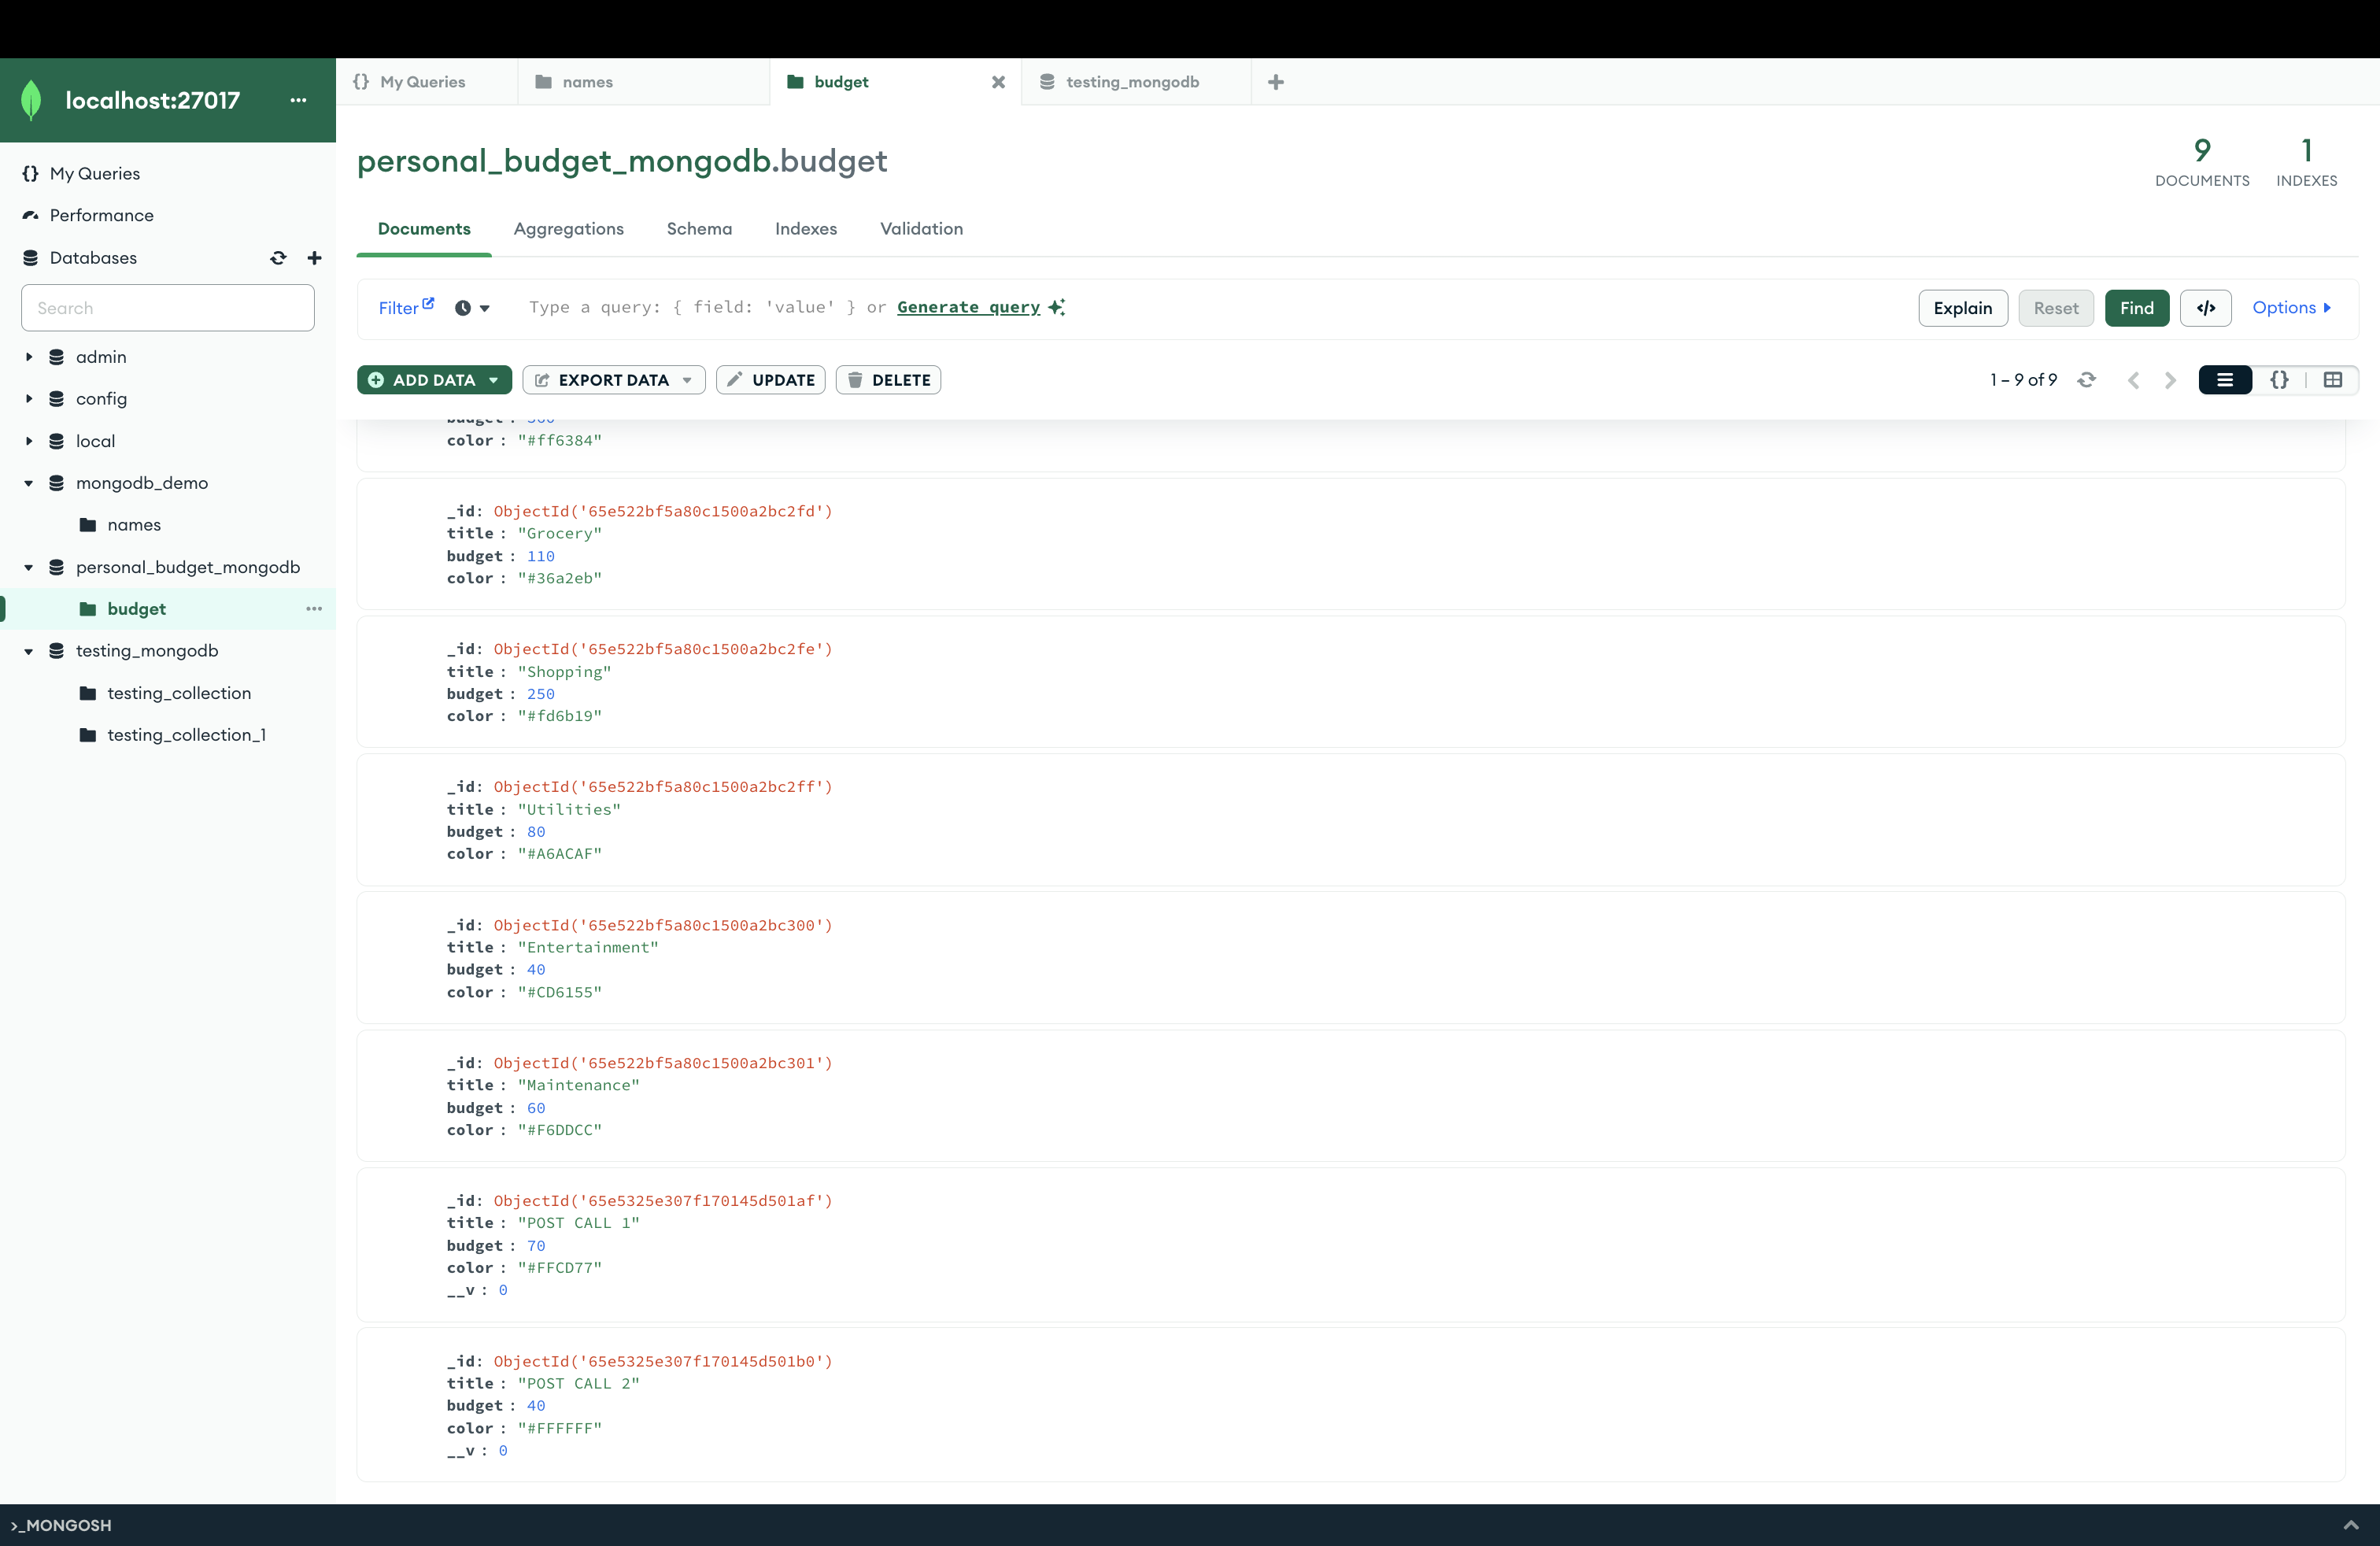 localhost:27017
My Queries
Performance
Databases
Search
admin
config
local
mongodb_demo
names
personal_budget_mongodb
budget
testing_mongodb
testing_collection
testing_collection_1
My Queries
names
budget
testing_mongodb
personal_budget_mongodb.budget
9
DOCUMENTS
1
INDEXES
Documents Aggregations Schema Indexes Validation
Filter Type a query: { field: 'value' } or Generate query Explain Reset Find </> Options
ADD DATA EXPORT DATA UPDATE DELETE 1 – 9 of 9 {}
color : "#ff6384"
_id: ObjectId('65e522bf5a80c1500a2bc2fd')
title : "Grocery"
budget : 110
color : "#36a2eb"
_id: ObjectId('65e522bf5a80c1500a2bc2fe')
title : "Shopping"
budget : 250
color : "#fd6b19"
_id: ObjectId('65e522bf5a80c1500a2bc2ff')
title : "Utilities"
budget : 80
color : "#A6ACAF"
_id: ObjectId('65e522bf5a80c1500a2bc300')
title : "Entertainment"
budget : 40
color : "#CD6155"
_id: ObjectId('65e522bf5a80c1500a2bc301')
title : "Maintenance"
budget : 60
color : "#F6DDCC"
_id: ObjectId('65e5325e307f170145d501af')
title : "POST CALL 1"
budget : 70
color : "#FFCD77"
__v : 0
_id: ObjectId('65e5325e307f170145d501b0')
title : "POST CALL 2"
budget : 40
color : "#FFFFFF"
__v : 0
>_MONGOSH